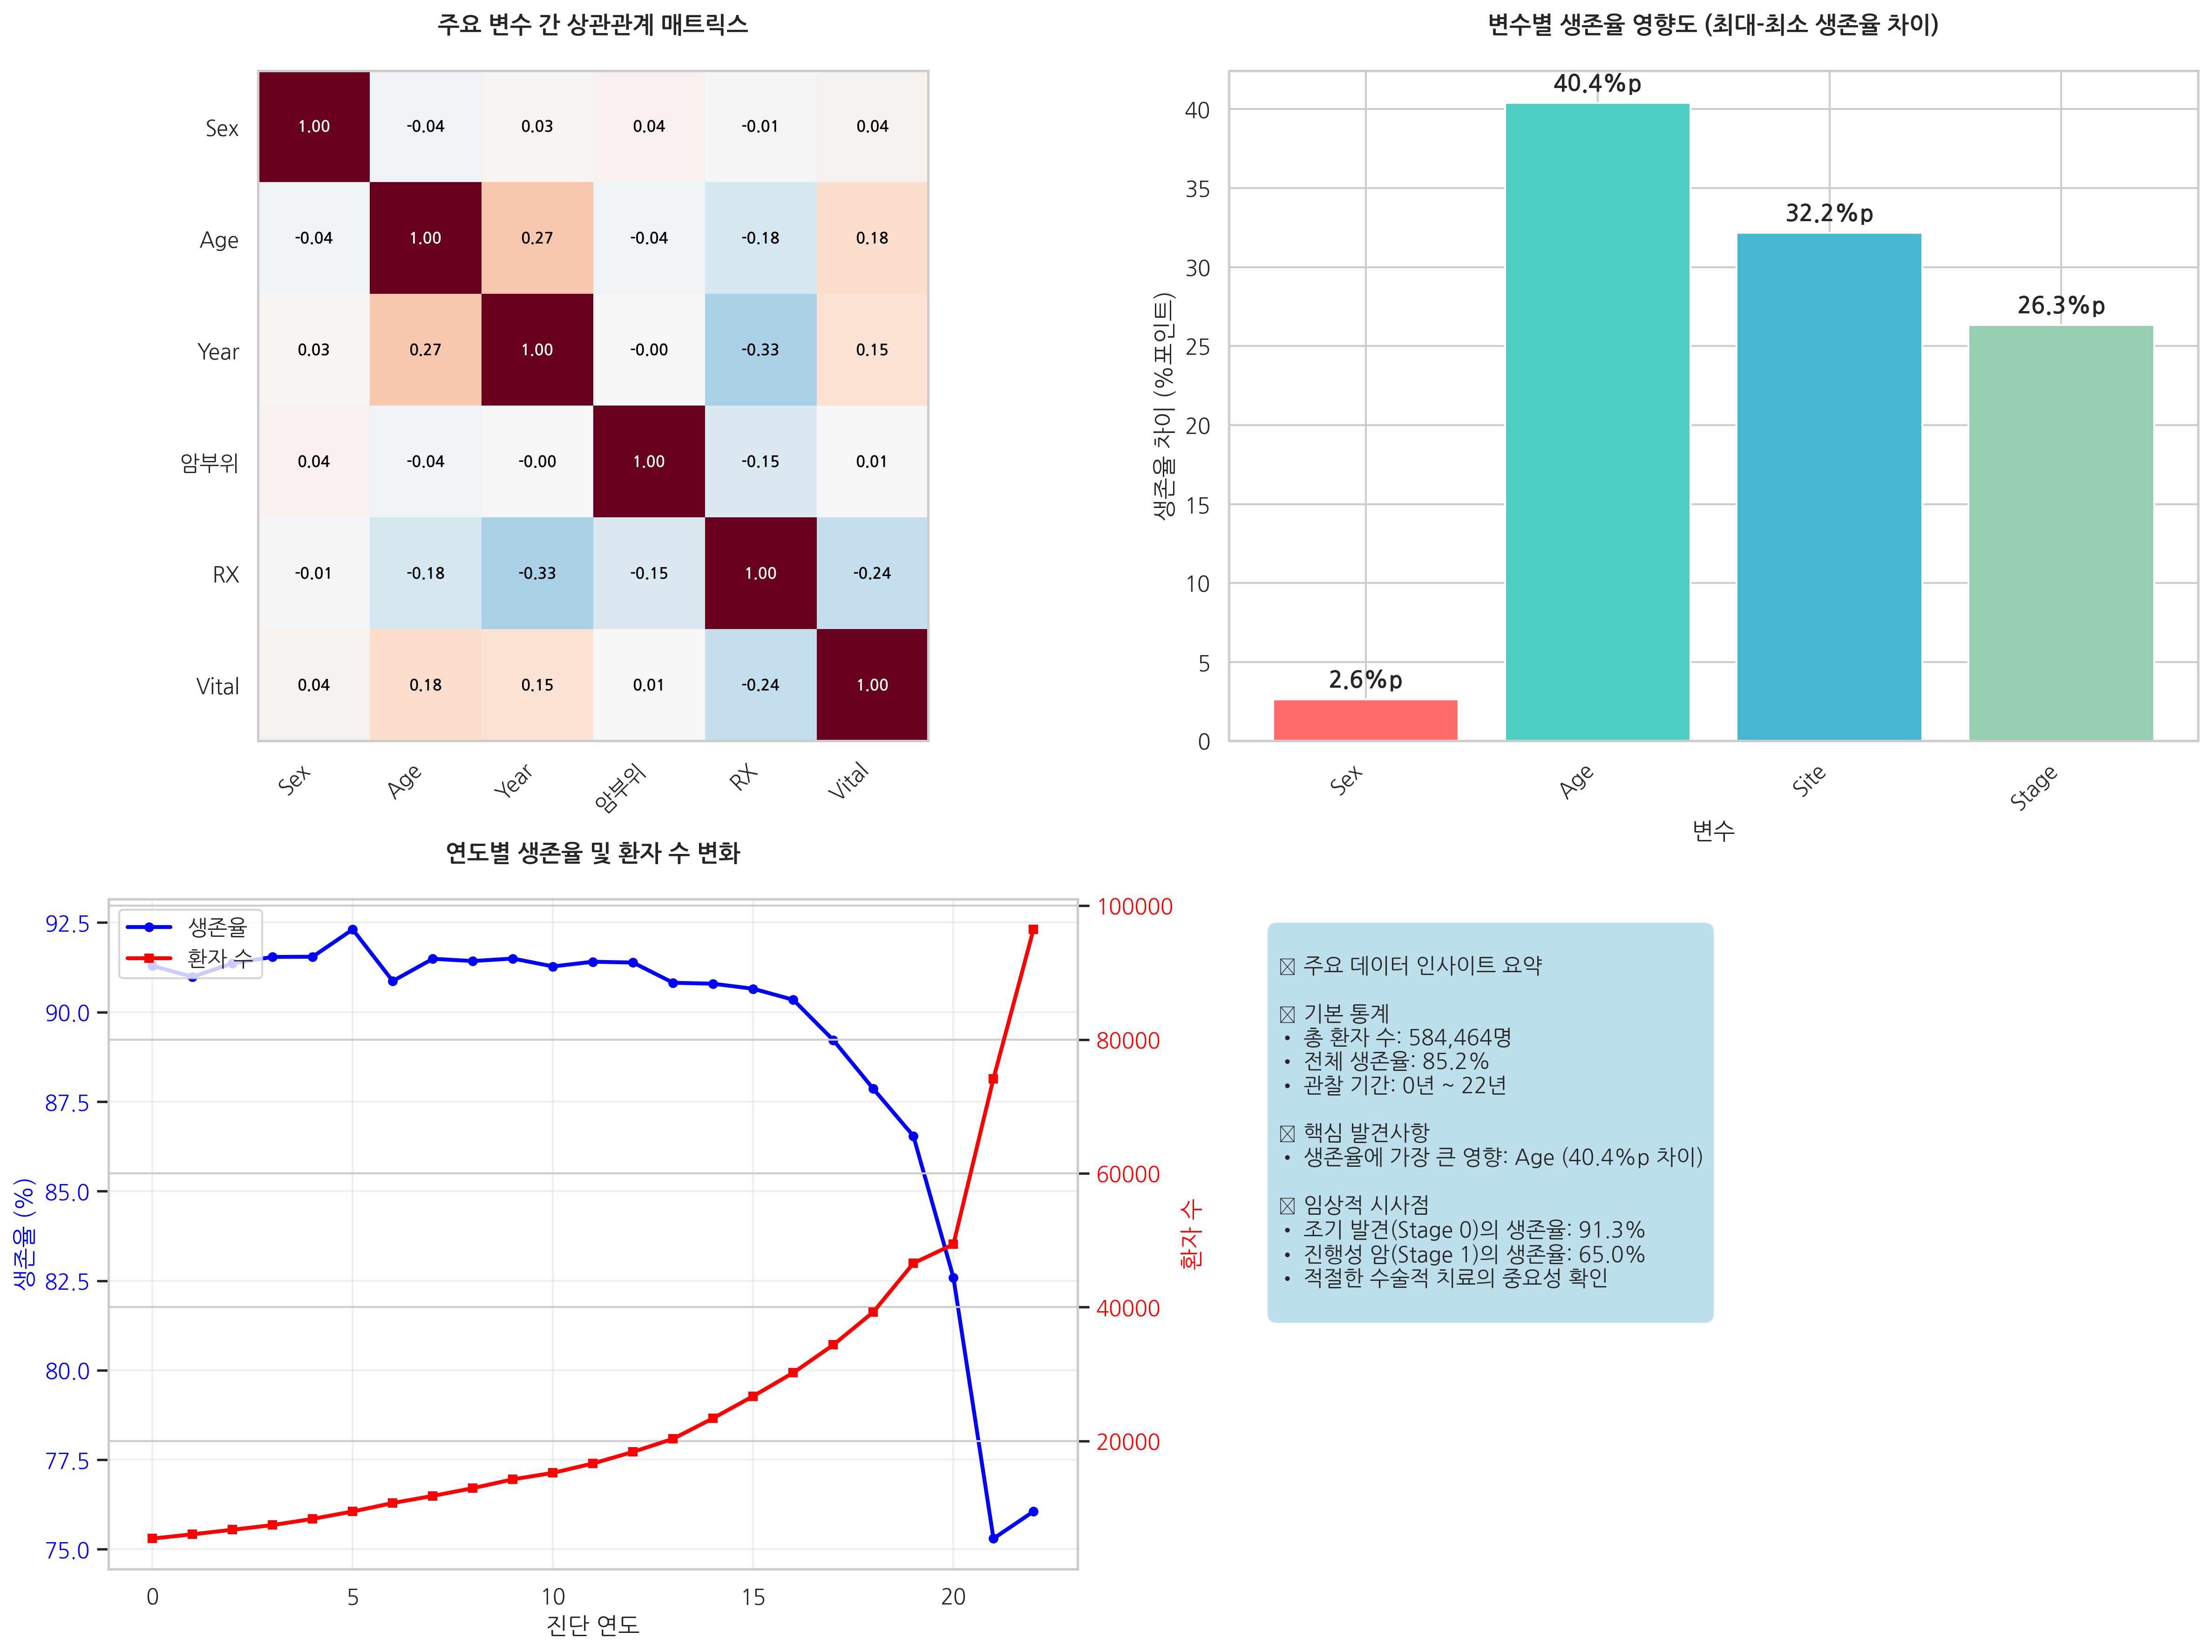 주요 변수 간 상관관계 매트릭스
Sex 1.00 -0.04 0.03 0.04 -0.01 0.04
Age -0.04 1.00 0.27 -0.04 -0.18 0.18
Year 0.03 0.27 1.00 -0.00 -0.33 0.15
암부위 0.04 -0.04 -0.00 1.00 -0.15 0.01
RX -0.01 -0.18 -0.33 -0.15 1.00 -0.24
Vital 0.04 0.18 0.15 0.01 -0.24 1.00
Sex Age Year 암부위 RX Vital
변수별 생존율 영향도 (최대-최소 생존율 차이)
생존율 차이 (%포인트)
40
35
30
25
20
15
10
5
0
2.6%p
40.4%p
32.2%p
26.3%p
Sex Age Site Stage
변수
연도별 생존율 및 환자 수 변화
생존율
환자 수
생존율 (%)
92.5
90.0
87.5
85.0
82.5
80.0
77.5
75.0
100000
80000
60000
40000
20000
환자 수
0 5 10 15 20
진단 연도
주요 데이터 인사이트 요약
기본 통계
• 총 환자 수: 584,464명
• 전체 생존율: 85.2%
• 관찰 기간: 0년 ~ 22년
핵심 발견사항
• 생존율에 가장 큰 영향: Age (40.4%p 차이)
임상적 시사점
• 조기 발견(Stage 0)의 생존율: 91.3%
• 진행성 암(Stage 1)의 생존율: 65.0%
• 적절한 수술적 치료의 중요성 확인